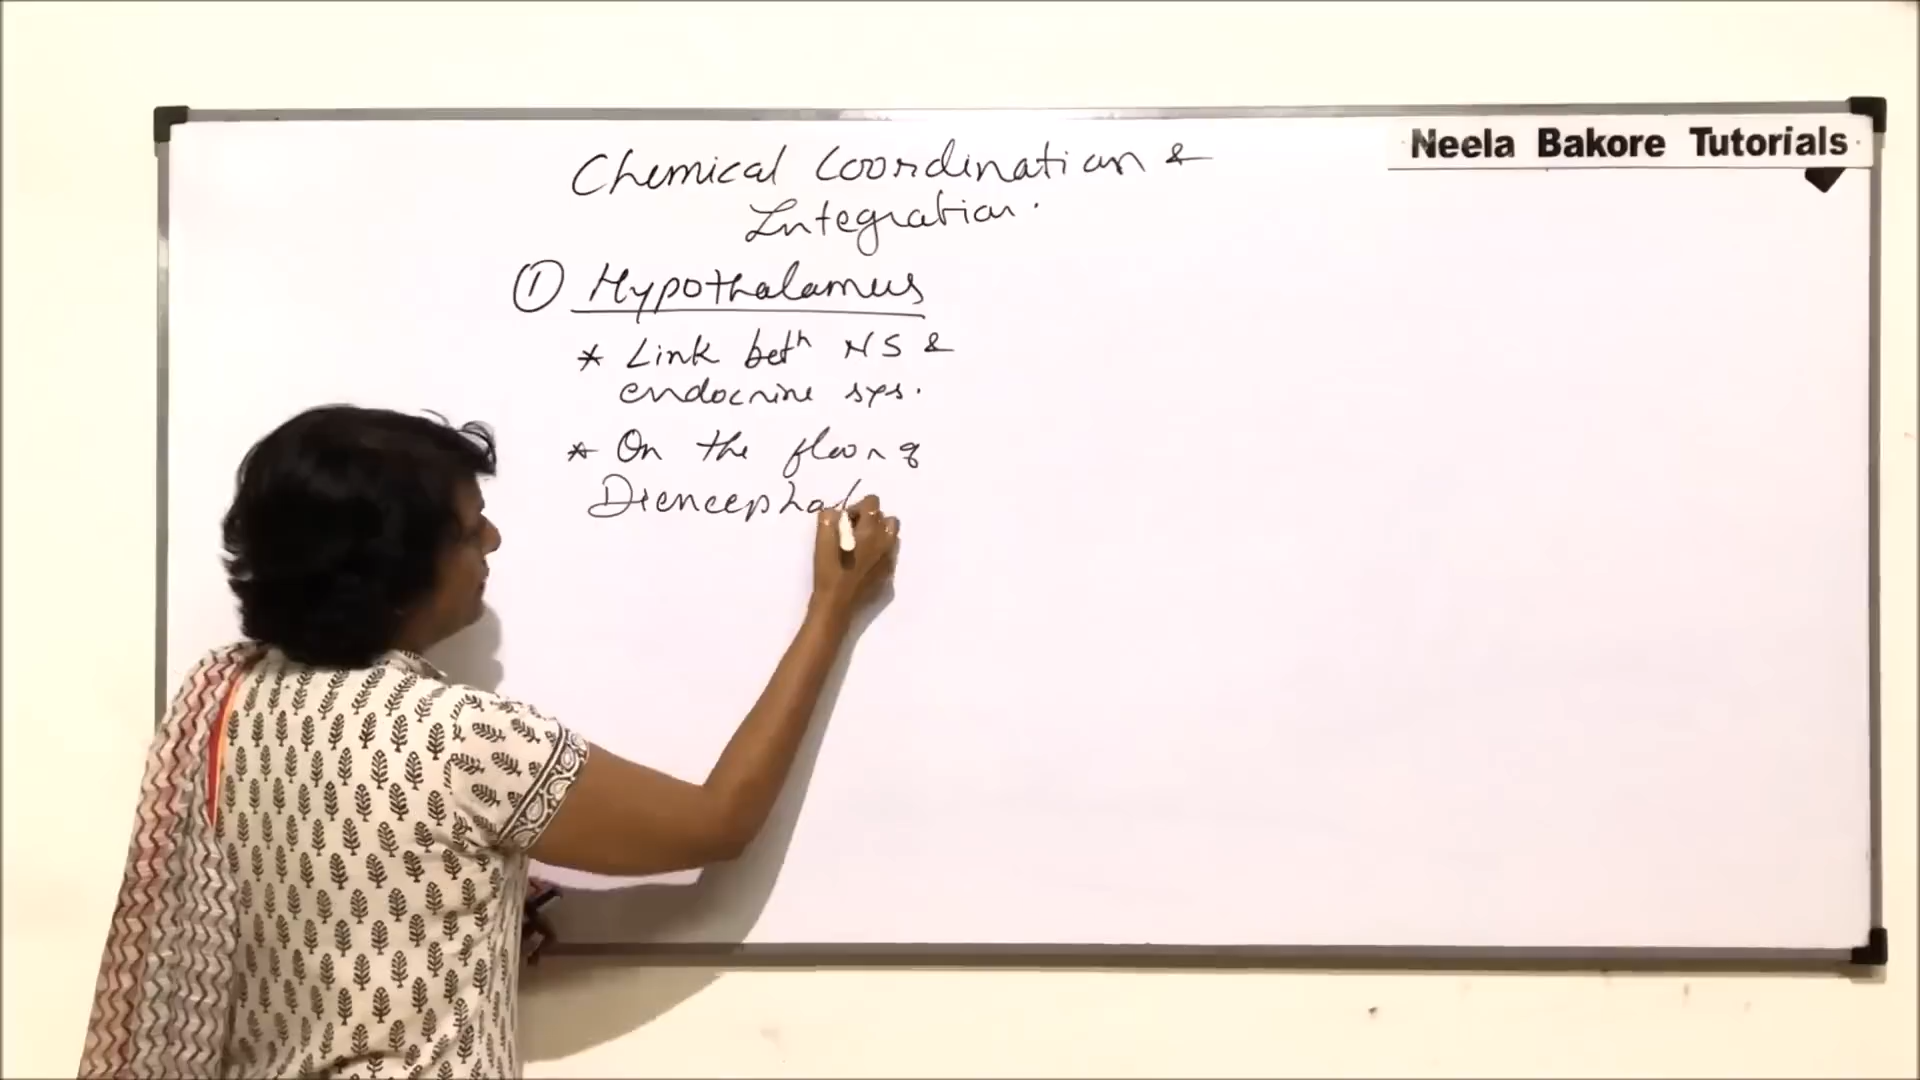 Neela Bakore Tutorials
Chemical Coordination &
Integration.
① Hypothalamus
* Link betn NS &
endocrine sys.
* On the floor of
Diencephal